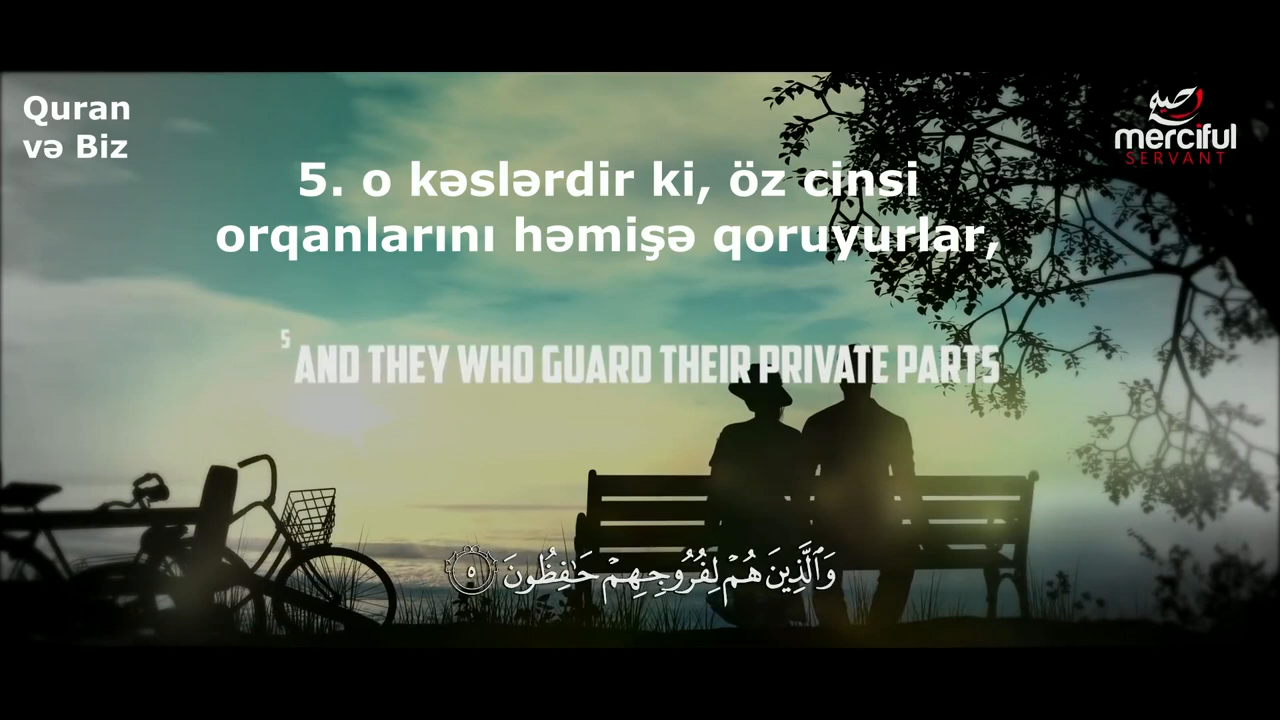 Quran
və Biz
رحيم
merciful
SERVANT
5. o kəslərdir ki, öz cinsi
orqanlarını həmişə qoruyurlar,
5 AND THEY WHO GUARD THEIR PRIVATE PARTS
وَٱلَّذِينَ هُمْ لِفُرُوجِهِمْ حَـٰفِظُونَ ٥